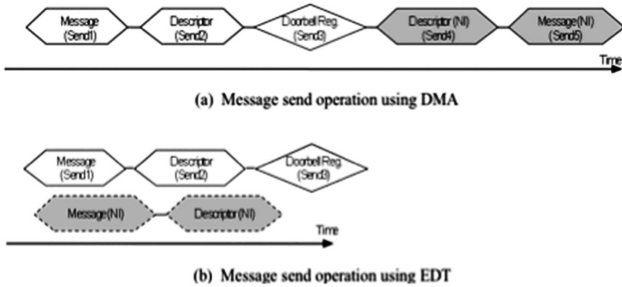 Message Descriptor Doorbell Reg. Descriptor (NI) Message(NI)
(Send1) (Send2) (Send3) (Send4) (Send5)
Time
(a) Message send operation using DMA
Message Descriptor Doorbell Reg.
(Send1) (Send2) (Send3)
Message(NI) Descriptor (NI)
Time
(b) Message send operation using EDT